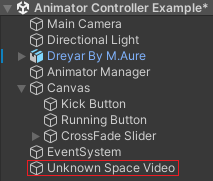 Animator Controller Example*
Main Camera
Directional Light
Dreyar By M.Aure
Animator Manager
Canvas
Kick Button
Running Button
CrossFade Slider
EventSystem
Unknown Space Video